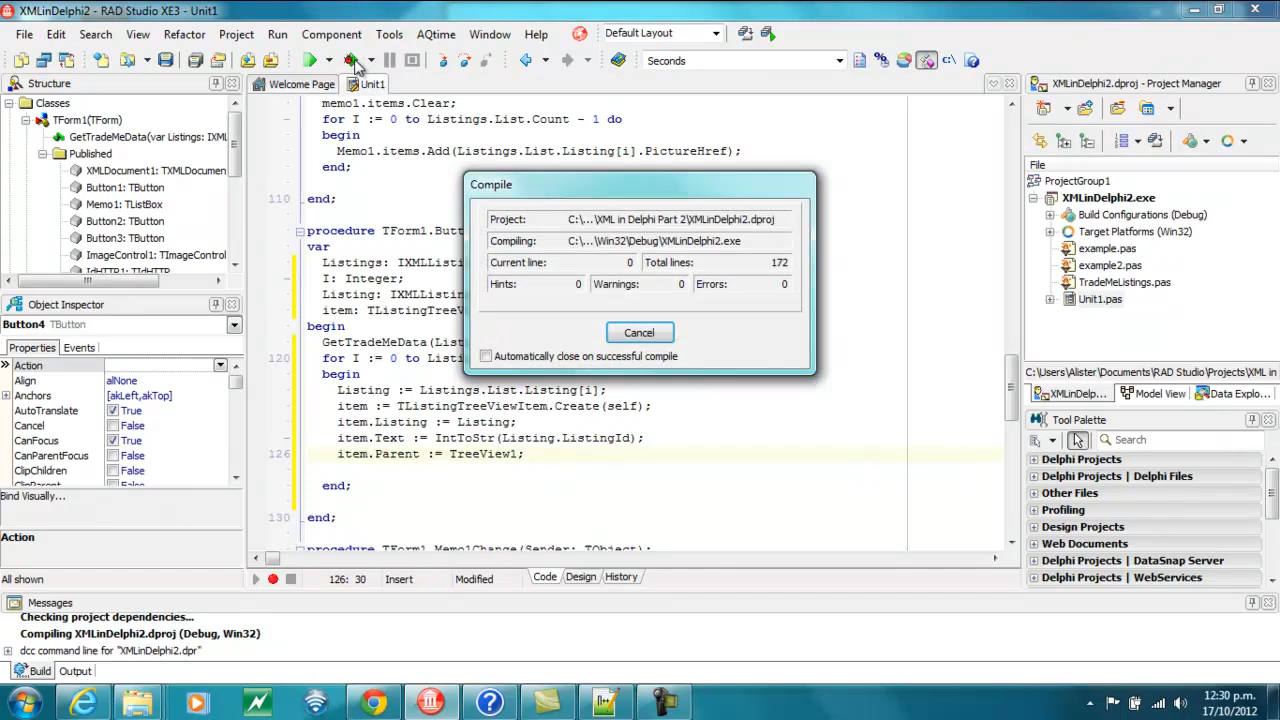 XMLinDelphi2 - RAD Studio XE3 - Unit1
File Edit Search View Refactor Project Run Component Tools AQtime Window Help
Default Layout
Seconds
Structure
Welcome Page Unit1
XMLinDelphi2.dproj - Project Manager
Classes
TForm1(TForm)
GetTradeMeData(var Listings: IXML
Published
XMLDocument1: TXMLDocumen
Button1: TButton
Memo1: TListBox
Button2: TButton
Button3: TButton
ImageControl1: TImageContro
IdHTTP1: TIdHTTP
Object Inspector
Button4 TButton
Properties Events
Action
Align alNone
Anchors [akLeft,akTop]
AutoTranslate True
Cancel False
CanFocus True
CanParentFocus False
ClipChildren False
ClipParent False
Bind Visually...
Action
All shown
memo1.items.Clear;
for I := 0 to Listings.List.Count - 1 do
begin
Memo1.items.Add(Listings.List.Listing[i].PictureHref);
end;
110 end;
procedure TForm1.But
var
Listings: IXMLListi
I: Integer;
Listing: IXMLListin
item: TListingTreeV
begin
GetTradeMeData(List
120 for I := 0 to Listi
begin
Listing := Listings.List.Listing[i];
item := TListingTreeViewItem.Create(self);
item.Listing := Listing;
item.Text := IntToStr(Listing.ListingId);
126 item.Parent := TreeView1;
end;
130 end;
procedure TForm1.Memo1Change(Sender: TObject);
126: 30 Insert Modified Code Design History
Compile
Project: C:\...\XML in Delphi Part 2\XMLinDelphi2.dproj
Compiling: C:\...\Win32\Debug\XMLinDelphi2.exe
Current line: 0 Total lines: 172
Hints: 0 Warnings: 0 Errors: 0
Cancel
Automatically close on successful compile
File
ProjectGroup1
XMLinDelphi2.exe
Build Configurations (Debug)
Target Platforms (Win32)
example.pas
example2.pas
TradeMeListings.pas
Unit1.pas
C:\Users\Alister\Documents\RAD Studio\Projects\XML in
XMLinDelp... Model View Data Explo...
Tool Palette
Search
Delphi Projects
Delphi Projects | Delphi Files
Other Files
Profiling
Design Projects
Web Documents
Delphi Projects | DataSnap Server
Delphi Projects | WebServices
Messages
Checking project dependencies...
Compiling XMLinDelphi2.dproj (Debug, Win32)
dcc command line for "XMLinDelphi2.dpr"
Build Output
12:30 p.m.
17/10/2012